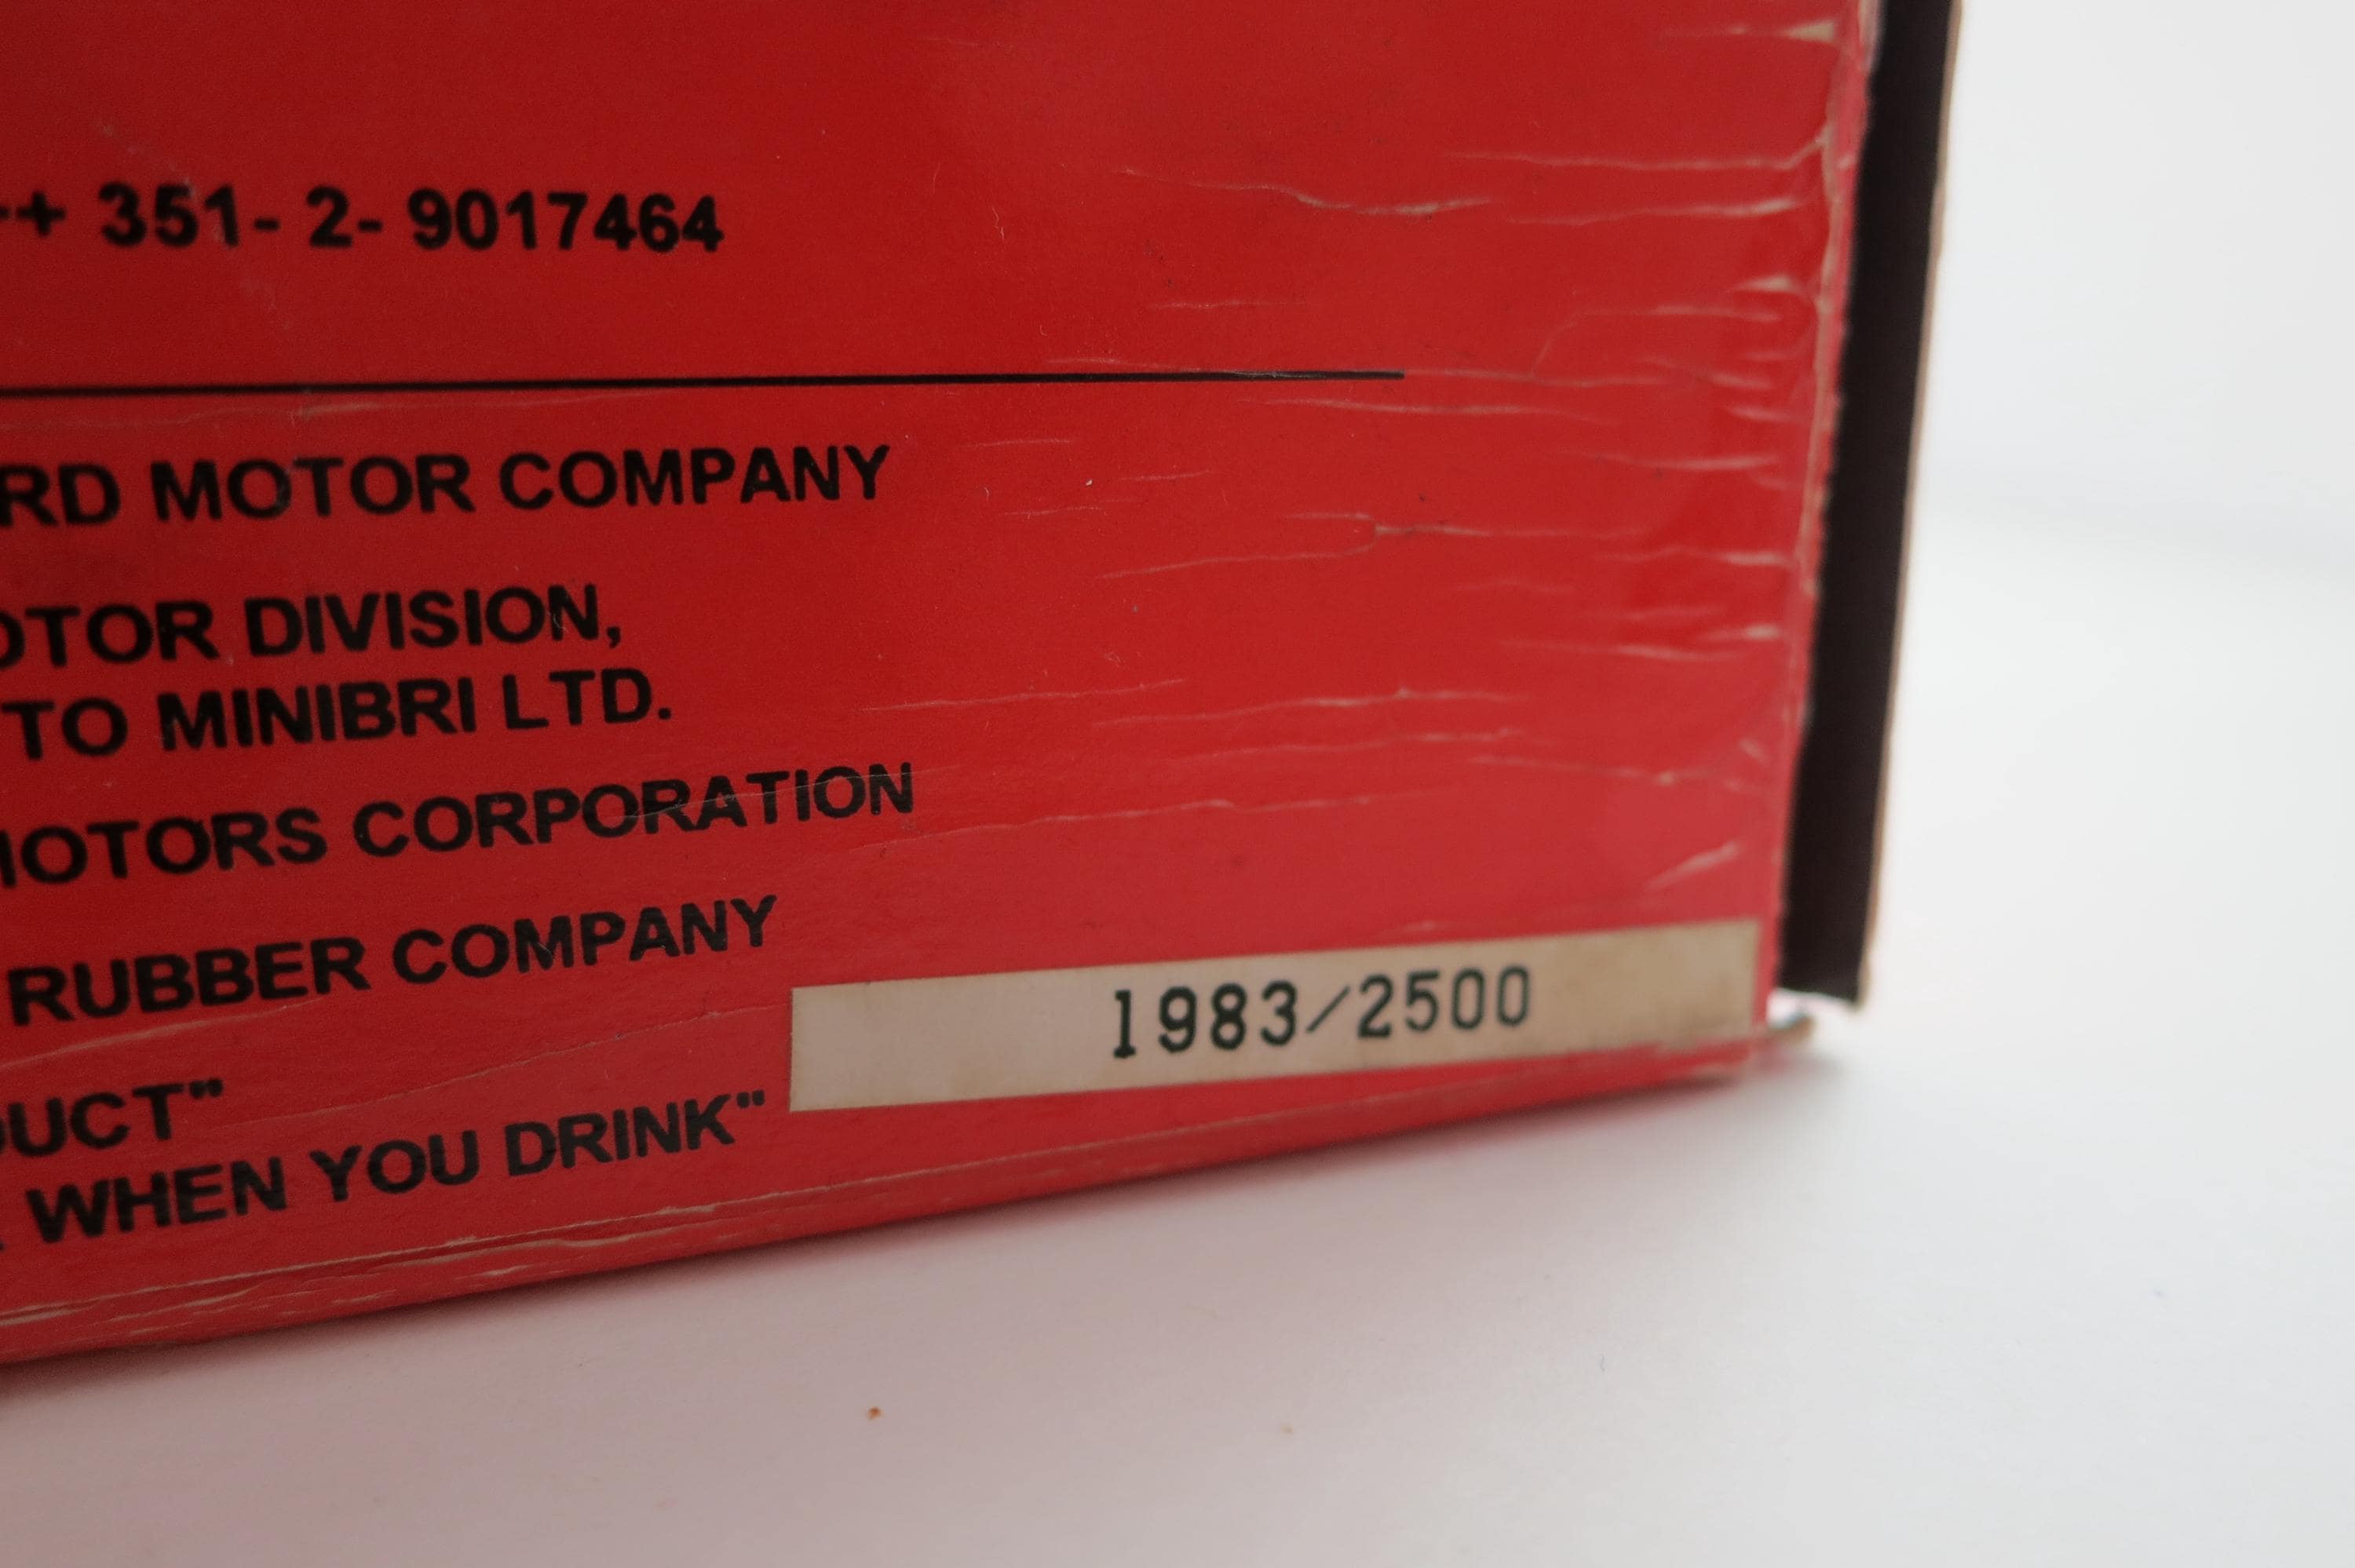 ++ 351- 2- 9017464
RD MOTOR COMPANY
OTOR DIVISION,
TO MINIBRI LTD.
MOTORS CORPORATION
RUBBER COMPANY
DUCT"
WHEN YOU DRINK"
1983/2500